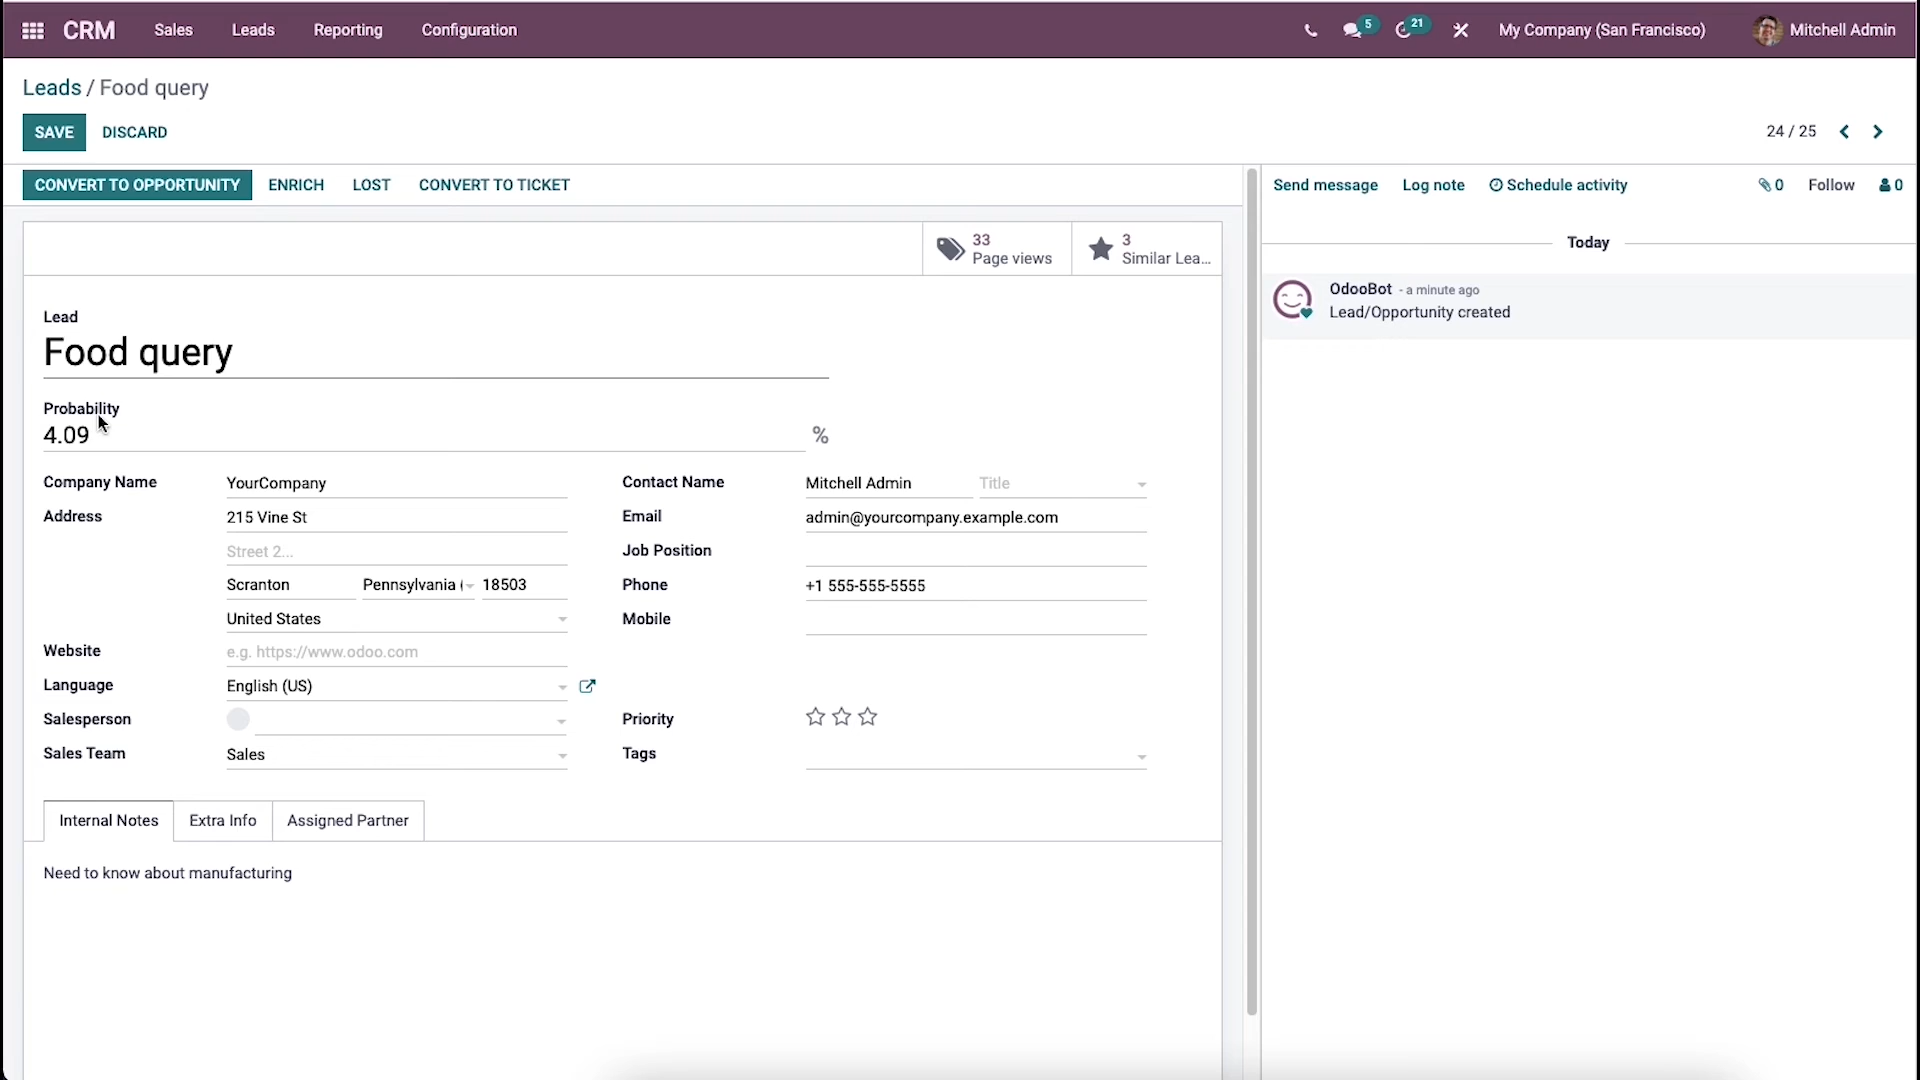 CRM Sales Leads Reporting Configuration 5 21 My Company (San Francisco) Mitchell Admin
Leads / Food query
SAVE DISCARD 24 / 25
CONVERT TO OPPORTUNITY ENRICH LOST CONVERT TO TICKET
33 Page views
3 Similar Lea...
Lead
Food query
Probability
4.09 %
Company Name YourCompany
Address 215 Vine St
Street 2...
Scranton Pennsylvania ( 18503
United States
Website e.g. https://www.odoo.com
Language English (US)
Salesperson
Sales Team Sales
Contact Name Mitchell Admin Title
Email admin@yourcompany.example.com
Job Position
Phone +1 555-555-5555
Mobile
Priority
Tags
Internal Notes Extra Info Assigned Partner
Need to know about manufacturing
Send message Log note Schedule activity 0 Follow 0
Today
OdooBot - a minute ago
Lead/Opportunity created